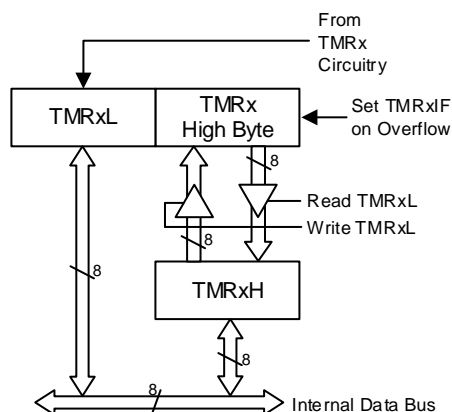 From
TMRx
Circuitry
TMRxL
TMRx
High Byte
Set TMRxIF
on Overflow
8
Read TMRxL
Write TMRxL
8
TMRxH
8
8
8
Internal Data Bus